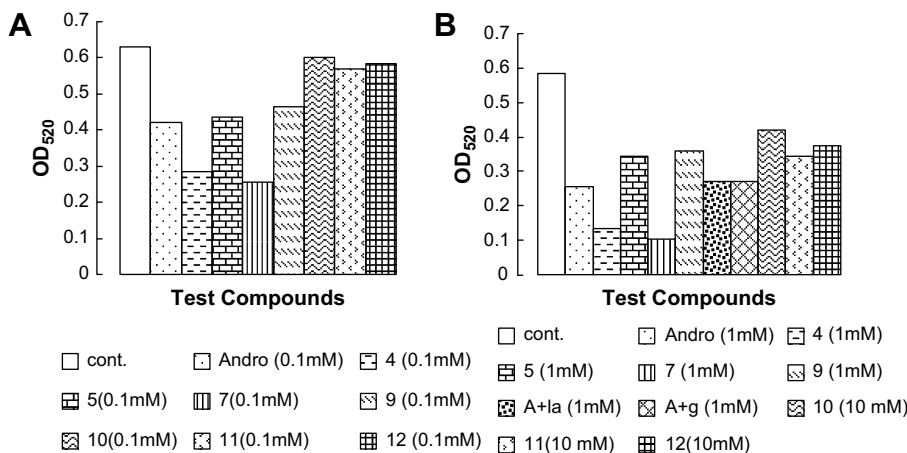 A
0.7
0.6
0.5
0.4
0.3
0.2
0.1
0
OD520
Test Compounds
cont. Andro (0.1mM) 4 (0.1mM)
5(0.1mM) 7(0.1mM) 9 (0.1mM)
10(0.1mM) 11(0.1mM) 12 (0.1mM)
B
0.7
0.6
0.5
0.4
0.3
0.2
0.1
0
OD520
Test Compounds
cont. Andro (1mM) 4 (1mM)
5 (1mM) 7 (1mM) 9 (1mM)
A+la (1mM) A+g (1mM) 10 (10 mM)
11(10 mM) 12(10mM)